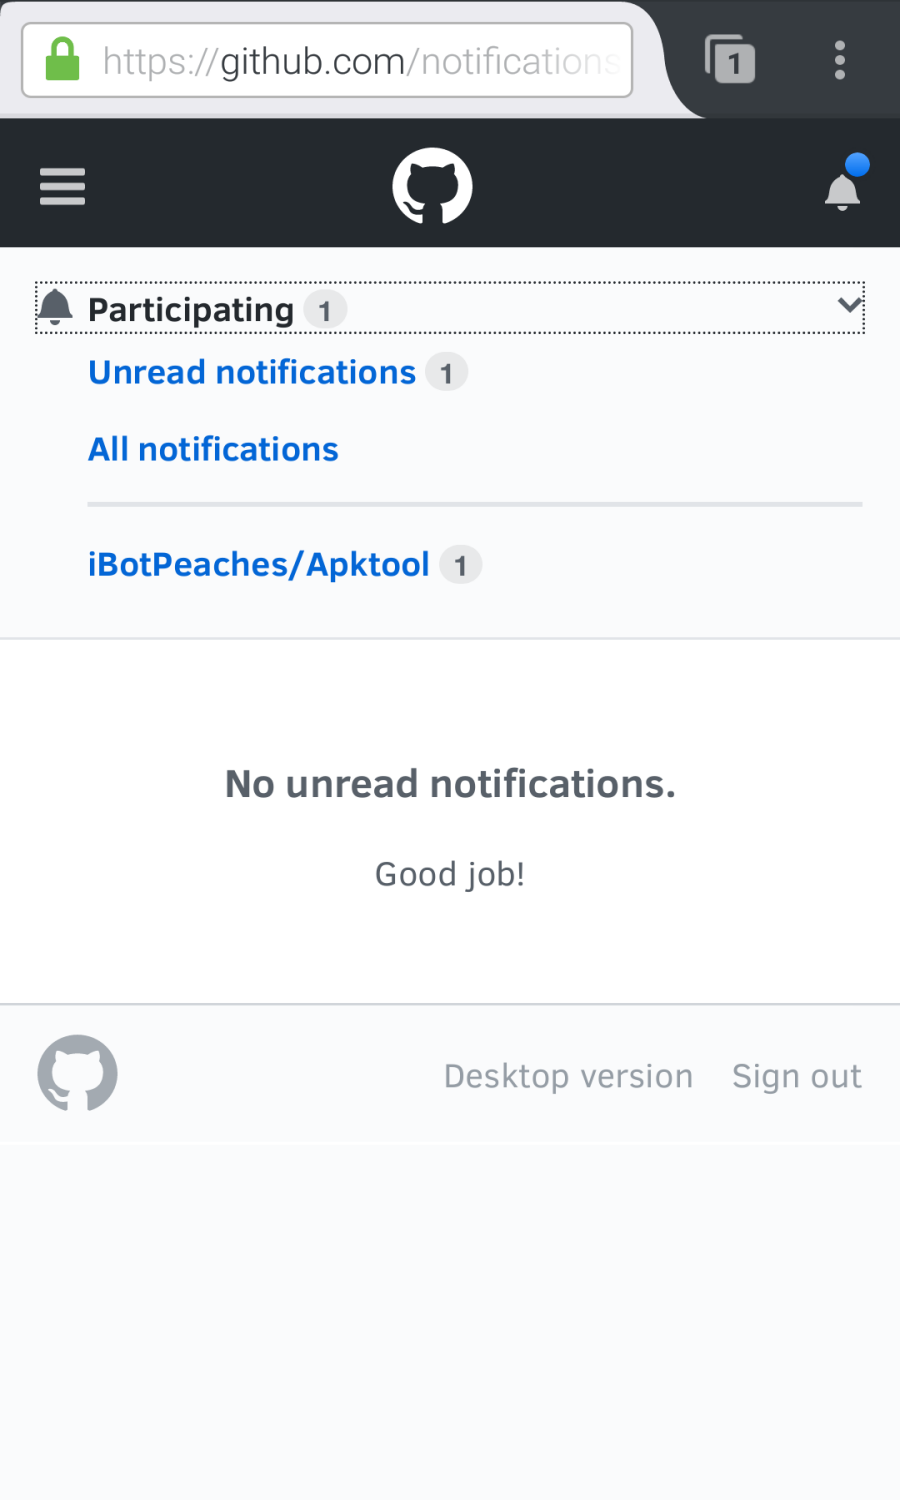 https://github.com/notifications
1
Participating 1
Unread notifications 1
All notifications
iBotPeaches/Apktool 1
No unread notifications.
Good job!
Desktop version Sign out